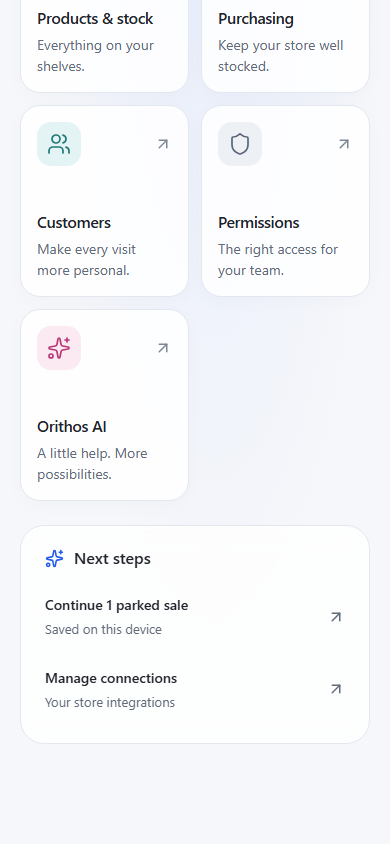 Products & stock
Everything on your
shelves.
Purchasing
Keep your store well
stocked.
Customers
Make every visit
more personal.
Permissions
The right access for
your team.
Orithos AI
A little help. More
possibilities.
Next steps
Continue 1 parked sale
Saved on this device
Manage connections
Your store integrations